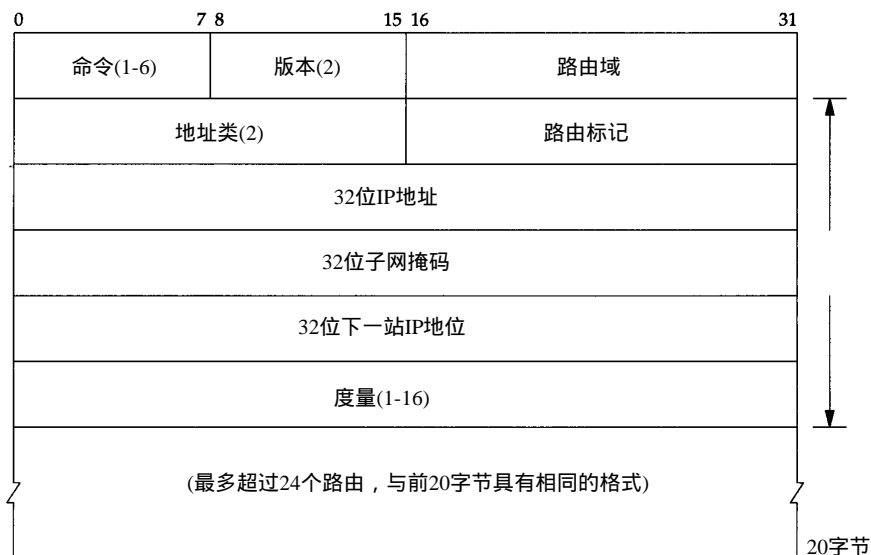 0 7 8 15 16 31
命令(1-6) 版本(2) 路由域
地址类(2) 路由标记
32位IP地址
32位子网掩码
32位下一站IP地位
度量(1-16)
(最多超过24个路由，与前20字节具有相同的格式)
20字节